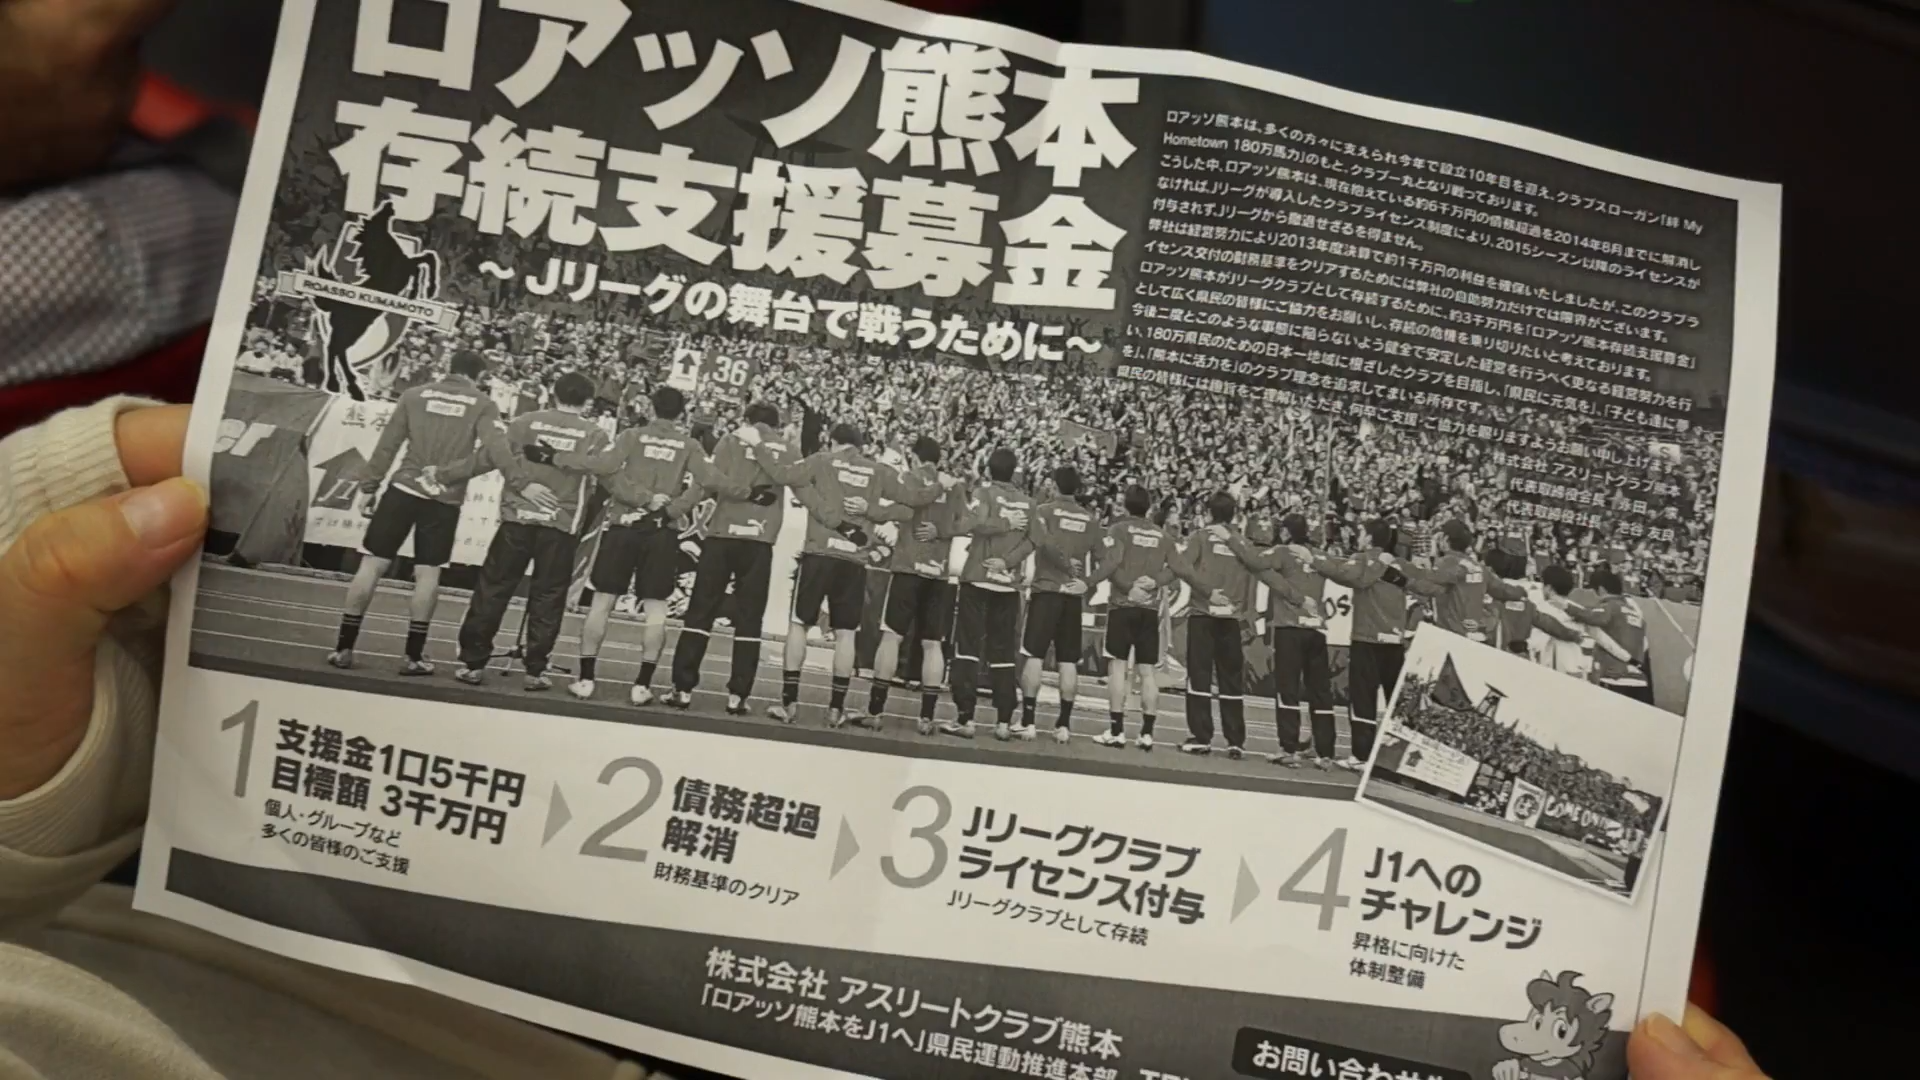 ロアッソ熊本
存続支援募金
～Jリーグの舞台で戦うために～
ROASSO KUMAMOTO
36
ロアッソ熊本は、多くの方々に支えられ今年で設立10年目を迎え、クラブスローガン「絆 My
Hometown 180万馬力」のもと、クラブ一丸となり戦っております。
こうした中、ロアッソ熊本は、現在抱えている約6千万円の債務超過を2014年8月までに解消し
なければ、Jリーグが導入したクラブライセンス制度により、2015シーズン以降のライセンスが
付与されずJリーグから撤退せざるを得ません。
弊社は経営努力により2013年度決算で約1千万円の利益を確保いたしましたが、このクラブラ
イセンス交付の財務基準をクリアするためには弊社の自助努力だけでは限界がございます。
ロアッソ熊本がJリーグクラブとして存続するために、約3千万円を「ロアッソ熊本存続支援募金」
として広く県民の皆様にご協力をお願いし、存続の危機を乗り切りたいと考えております。
今後二度とこのような事態に陥らないよう健全で安定した経営を行うべく更なる経営努力を行
い、180万県民のための日本一地域に根ざしたクラブを目指し、「県民に元気を」、「子ども達に夢
を」、「熊本に活力を」のクラブ理念を追求してまいる所存です。
県民の皆様には趣旨をご理解いただき、何卒ご支援・ご協力を賜りますようお願い申し上げます。
株式会社 アスリートクラブ熊本
代表取締役会長 永田 求
代表取締役社長 池谷 友良
1
支援金1口5千円
目標額 3千万円
個人・グループなど
多くの皆様のご支援
2
債務超過
解消
財務基準のクリア
3
Jリーグクラブ
ライセンス付与
Jリーグクラブとして存続
4
J1への
チャレンジ
昇格に向けた
体制整備
株式会社 アスリートクラブ熊本
「ロアッソ熊本をJ1へ」県民運動推進本部
お問い合わせ